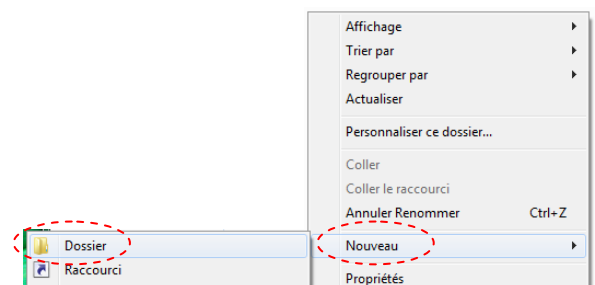 Affichage
Trier par
Regrouper par
Actualiser
Personnaliser ce dossier...
Coller
Coller le raccourci
Annuler Renommer Ctrl+Z
Nouveau
Propriétés
Dossier
Raccourci